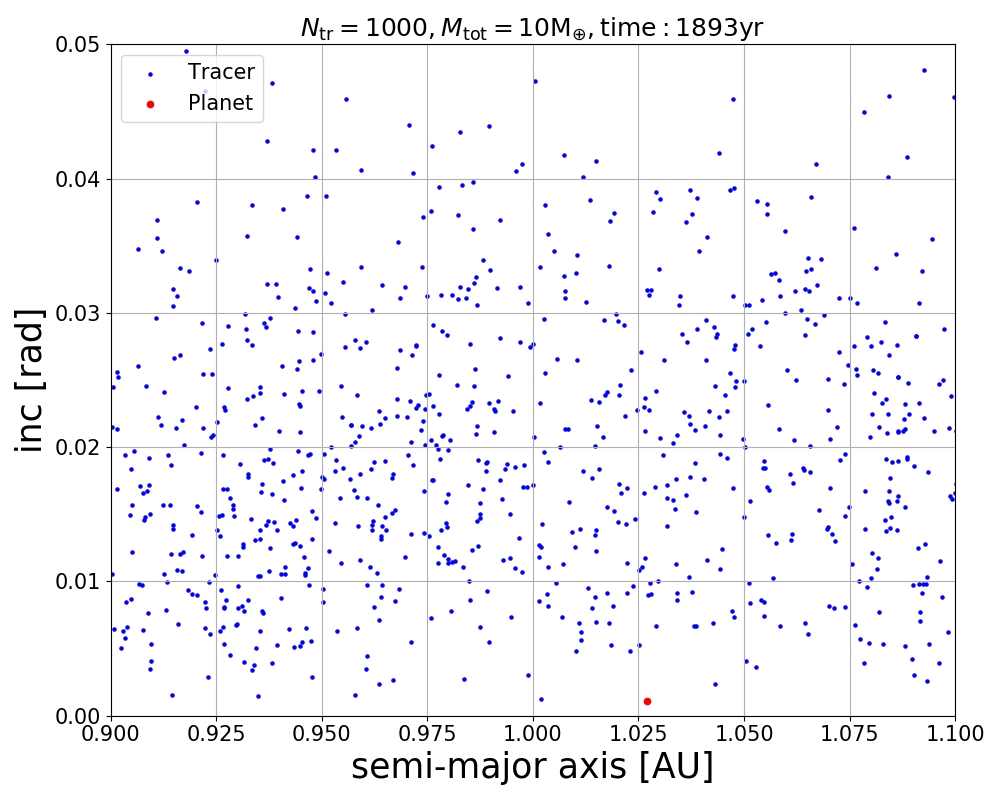 N_tr = 1000, M_tot = 10M_⊕, time : 1893yr
Tracer
Planet
inc [rad]
0.05
0.04
0.03
0.02
0.01
0.00
0.900 0.925 0.950 0.975 1.000 1.025 1.050 1.075 1.100
semi-major axis [AU]